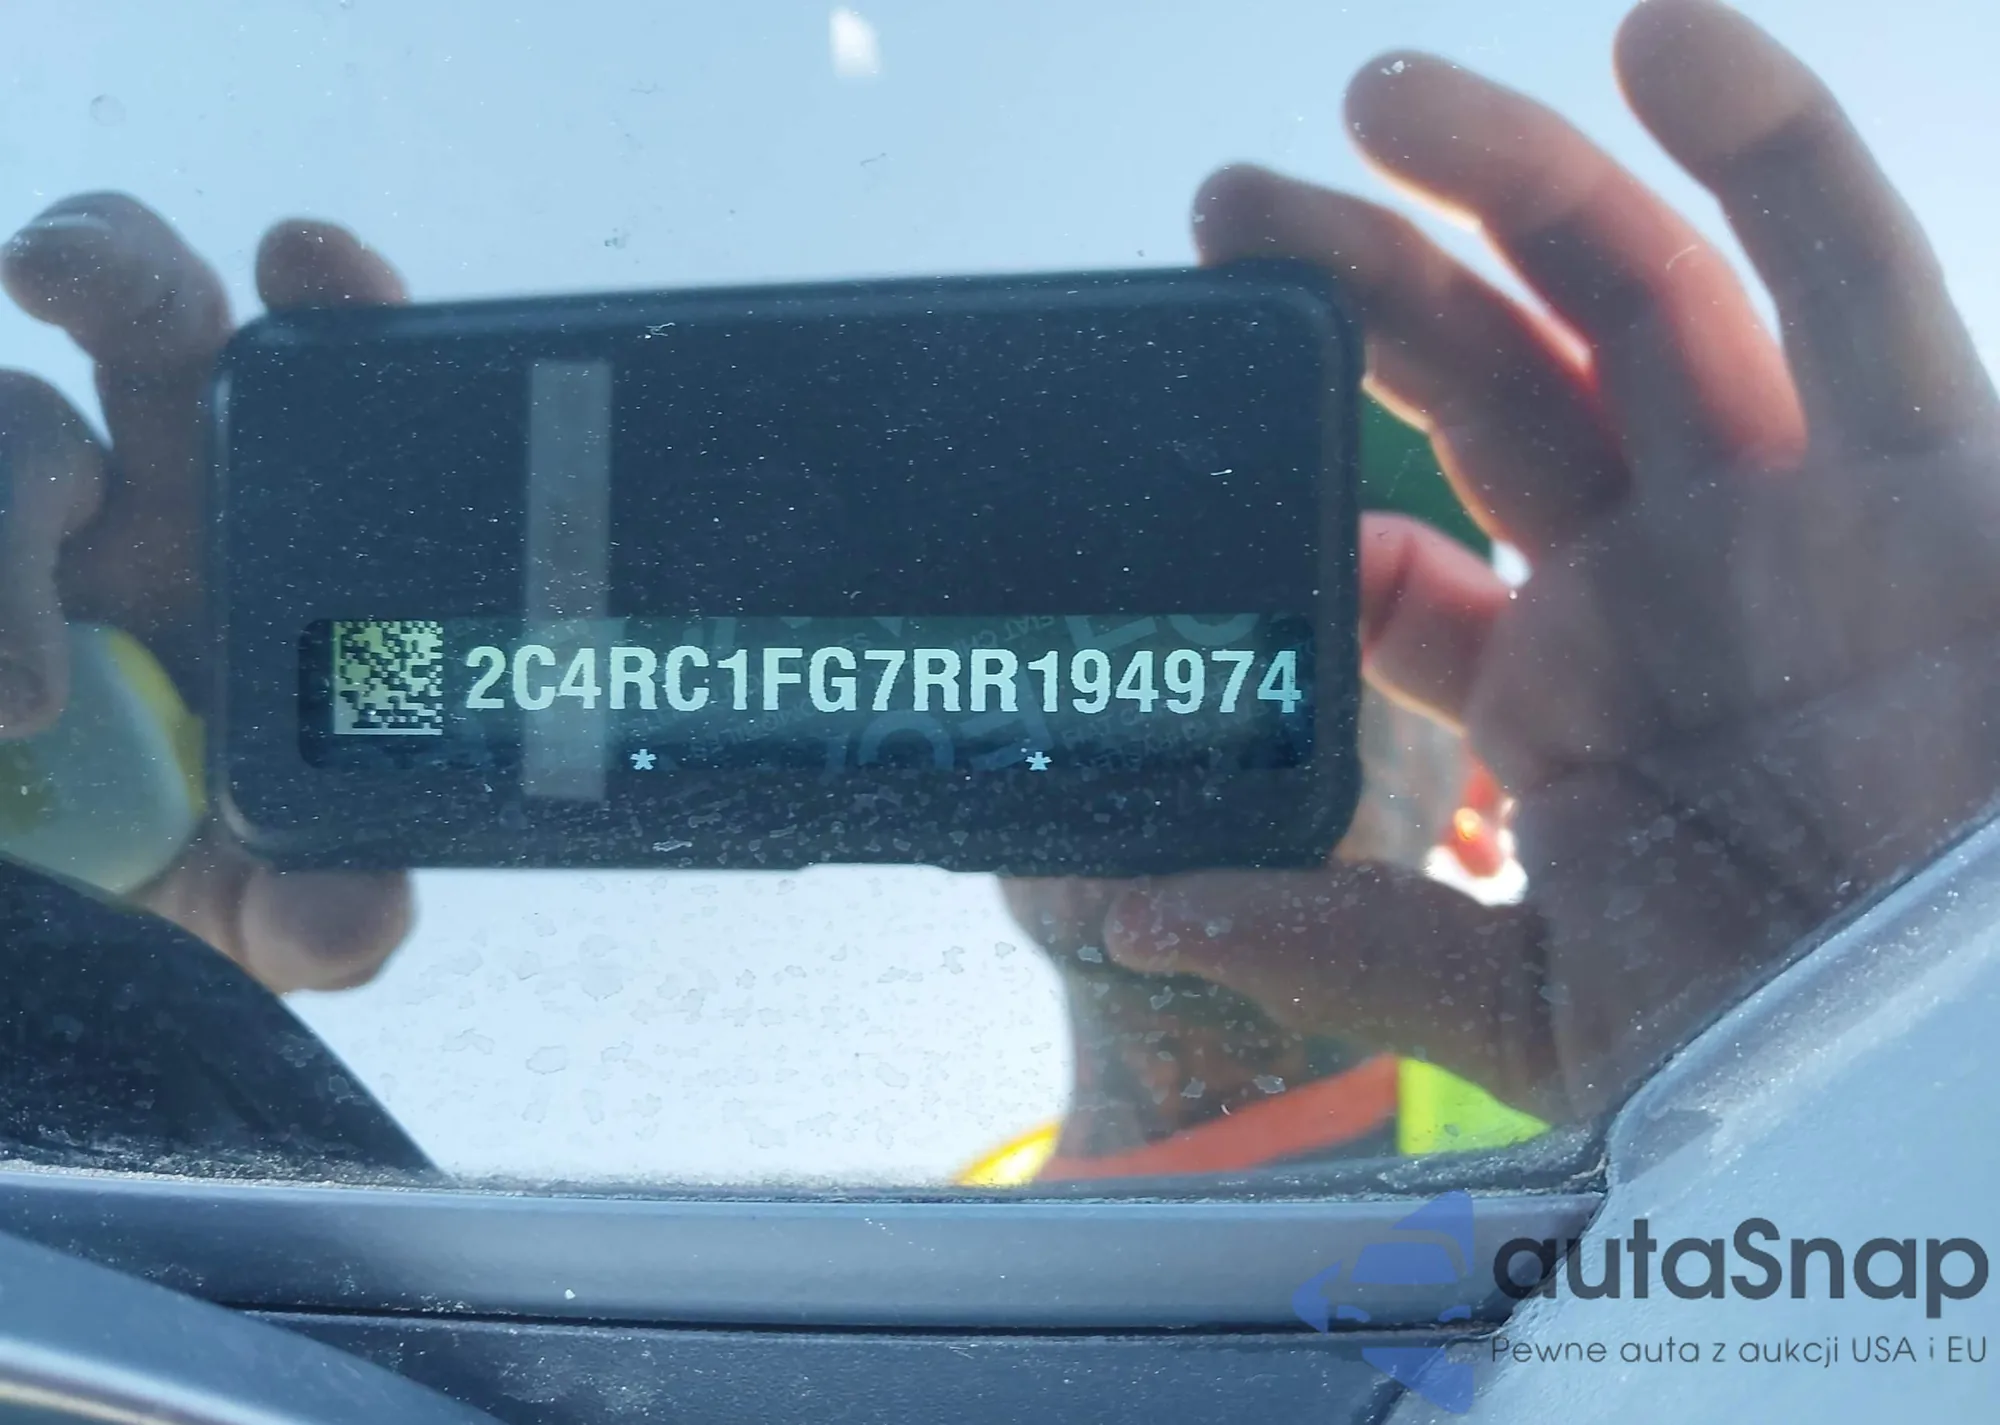 2C4RC1FG7RR194974
* *
autaSnap
Pewne auta z aukcji USA i EU